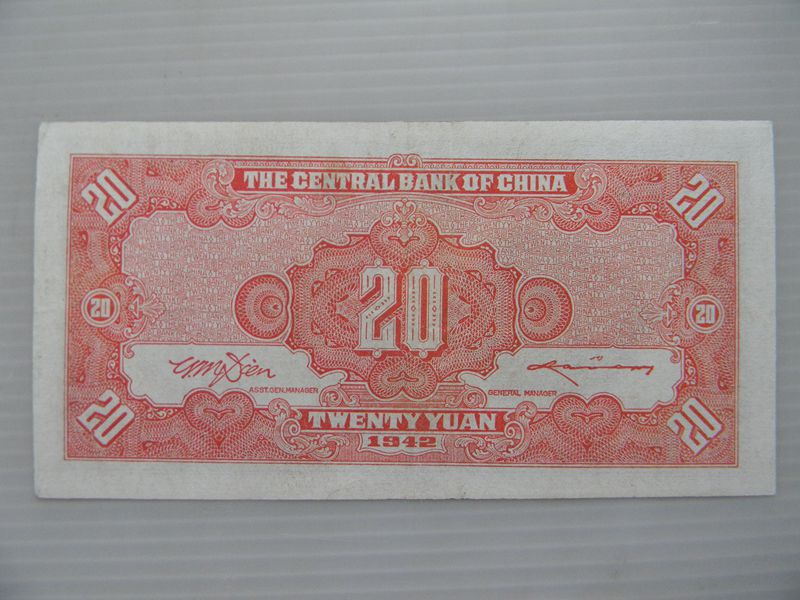 THE CENTRAL BANK OF CHINA
20 20
20
20 20
ASST. GEN. MANAGER
GENERAL MANAGER
20 20
TWENTY YUAN
1942